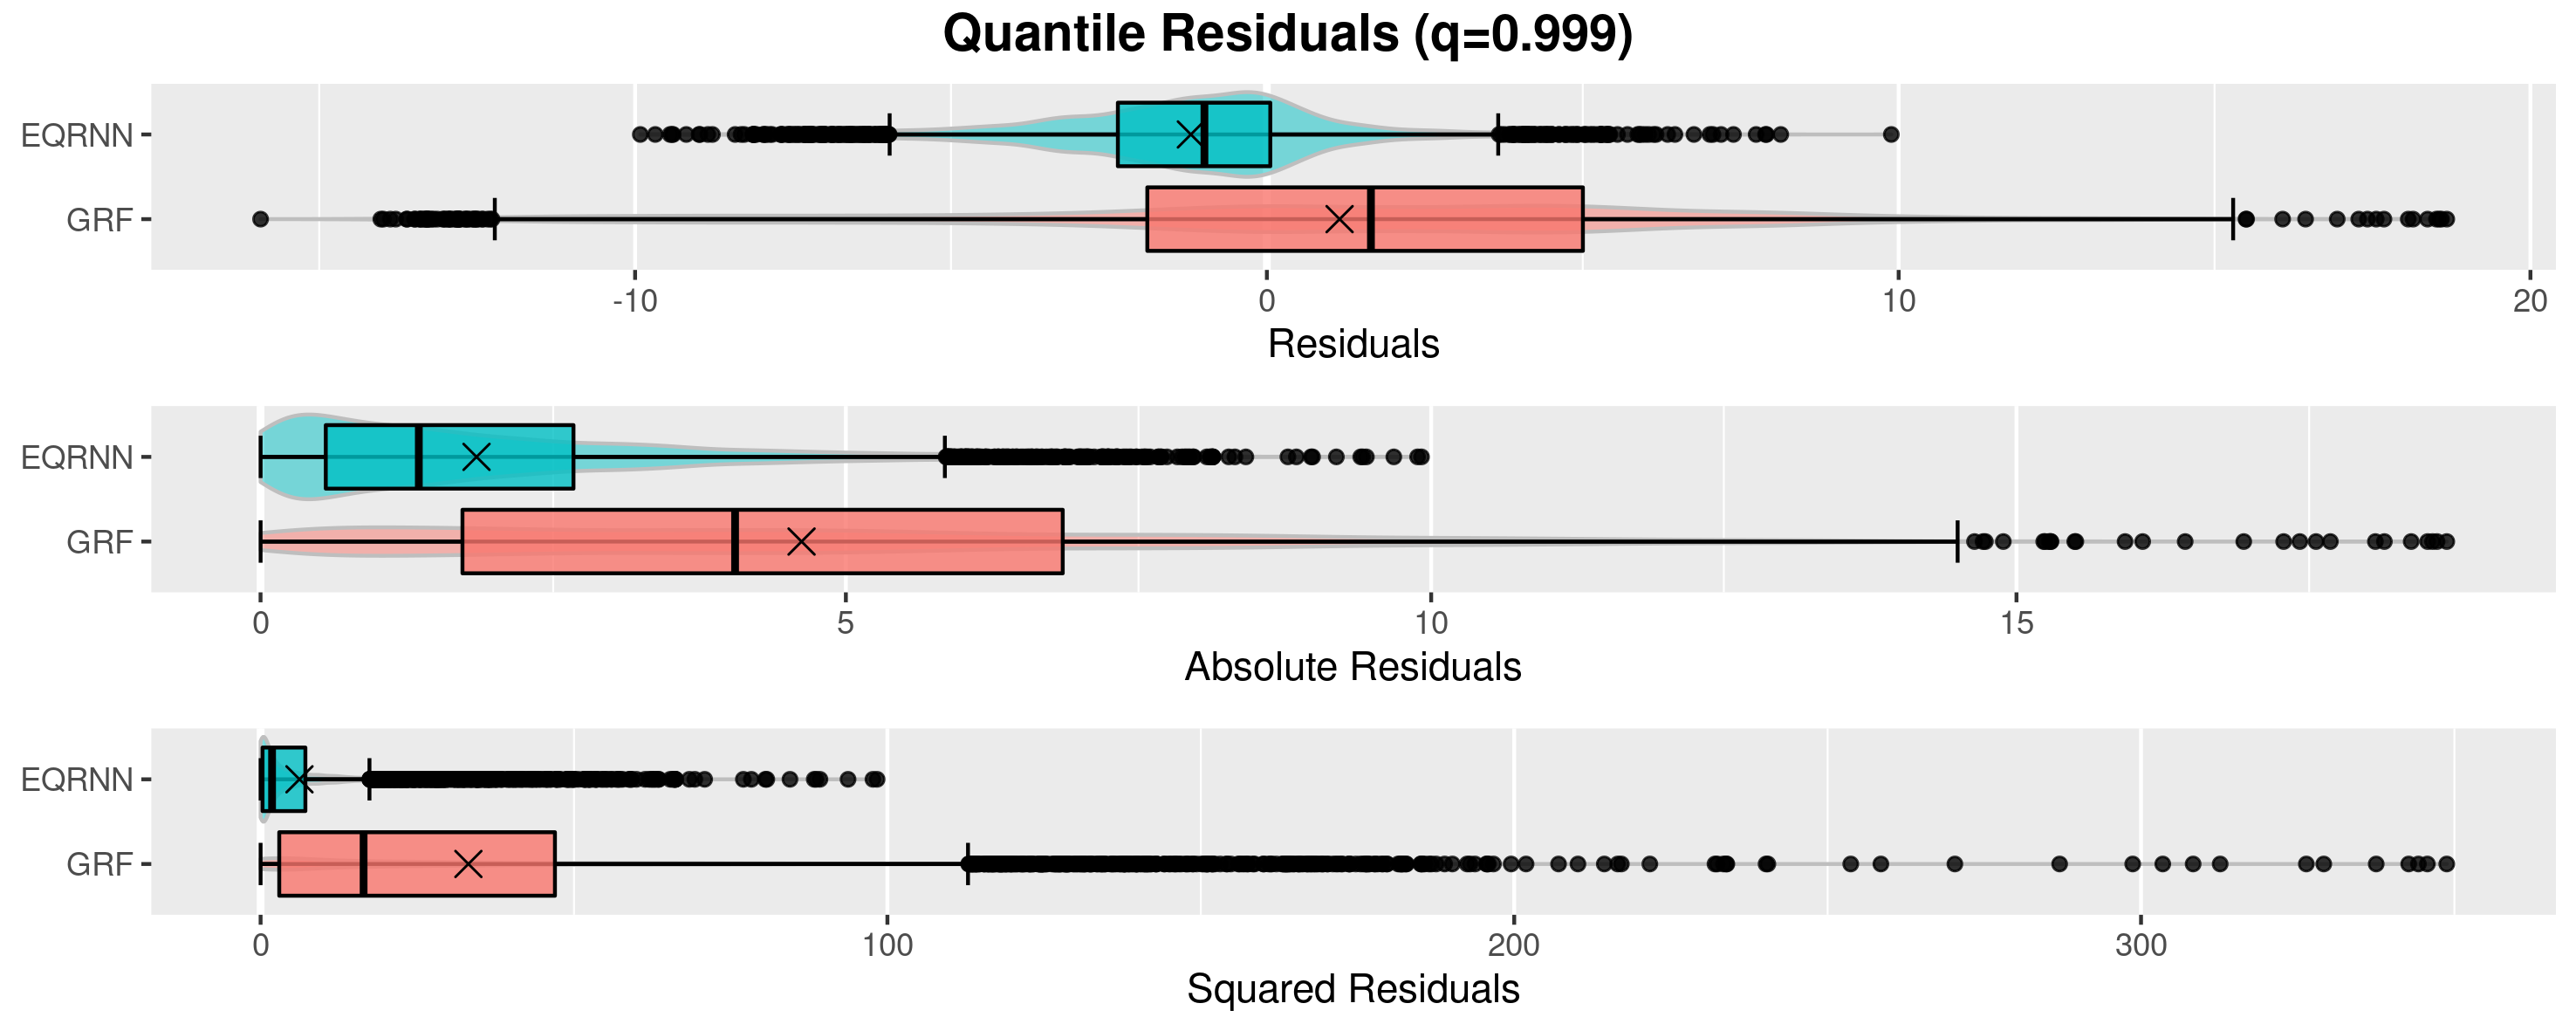 Quantile Residuals (q=0.999)
EQRNN
GRF
-10 0 10 20
Residuals
EQRNN
GRF
0 5 10 15
Absolute Residuals
EQRNN
GRF
0 100 200 300
Squared Residuals